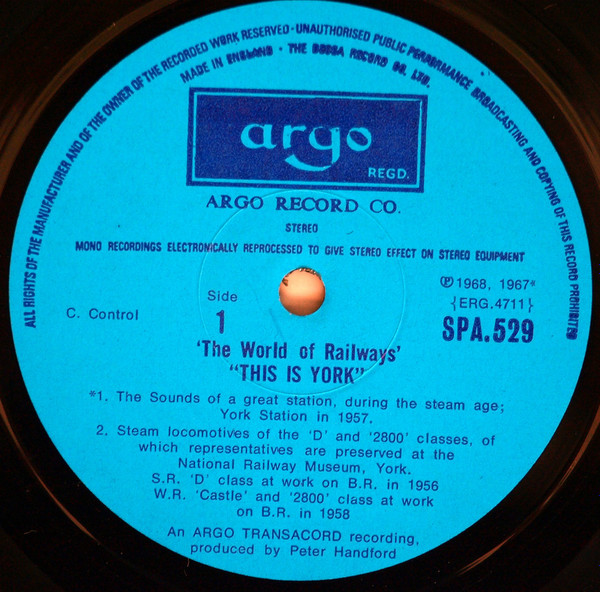 ALL RIGHTS OF THE MANUFACTURER AND OF THE OWNER OF THE RECORDED WORK RESERVED · UNAUTHORISED PUBLIC PERFORMANCE BROADCASTING AND COPYING OF THIS RECORD PROHIBITED
MADE IN ENGLAND · THE DECCA RECORD CO. LTD.
argo
REGD.
ARGO RECORD CO.
STEREO
MONO RECORDINGS ELECTRONICALLY REPROCESSED TO GIVE STEREO EFFECT ON STEREO EQUIPMENT
Ⓟ 1968, 1967*
{ERG.4711}
SPA.529
C. Control
Side
1
'The World of Railways'
"THIS IS YORK"
*1. The Sounds of a great station, during the steam age;
York Station in 1957.
2. Steam locomotives of the 'D' and '2800' classes, of
which representatives are preserved at the
National Railway Museum, York.
S.R. 'D' class at work on B.R. in 1956
W.R. 'Castle' and '2800' class at work
on B.R. in 1958
An ARGO TRANSACORD recording,
produced by Peter Handford